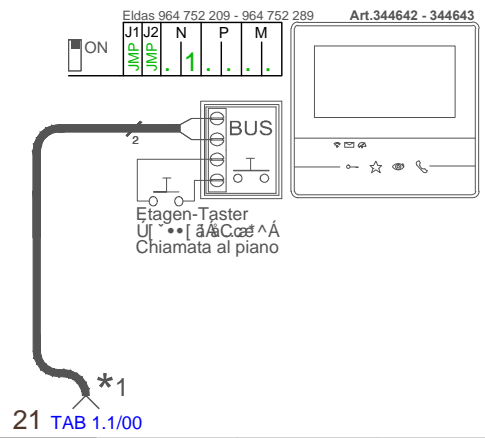 Eldas 964 752 209 - 964 752 289 Art.344642 - 344643
ON
J1 J2 N P M
JMP JMP . 1 . . . .
BUS
2
Etagen-Taster
Chiamata al piano
*1
21 TAB 1.1/00